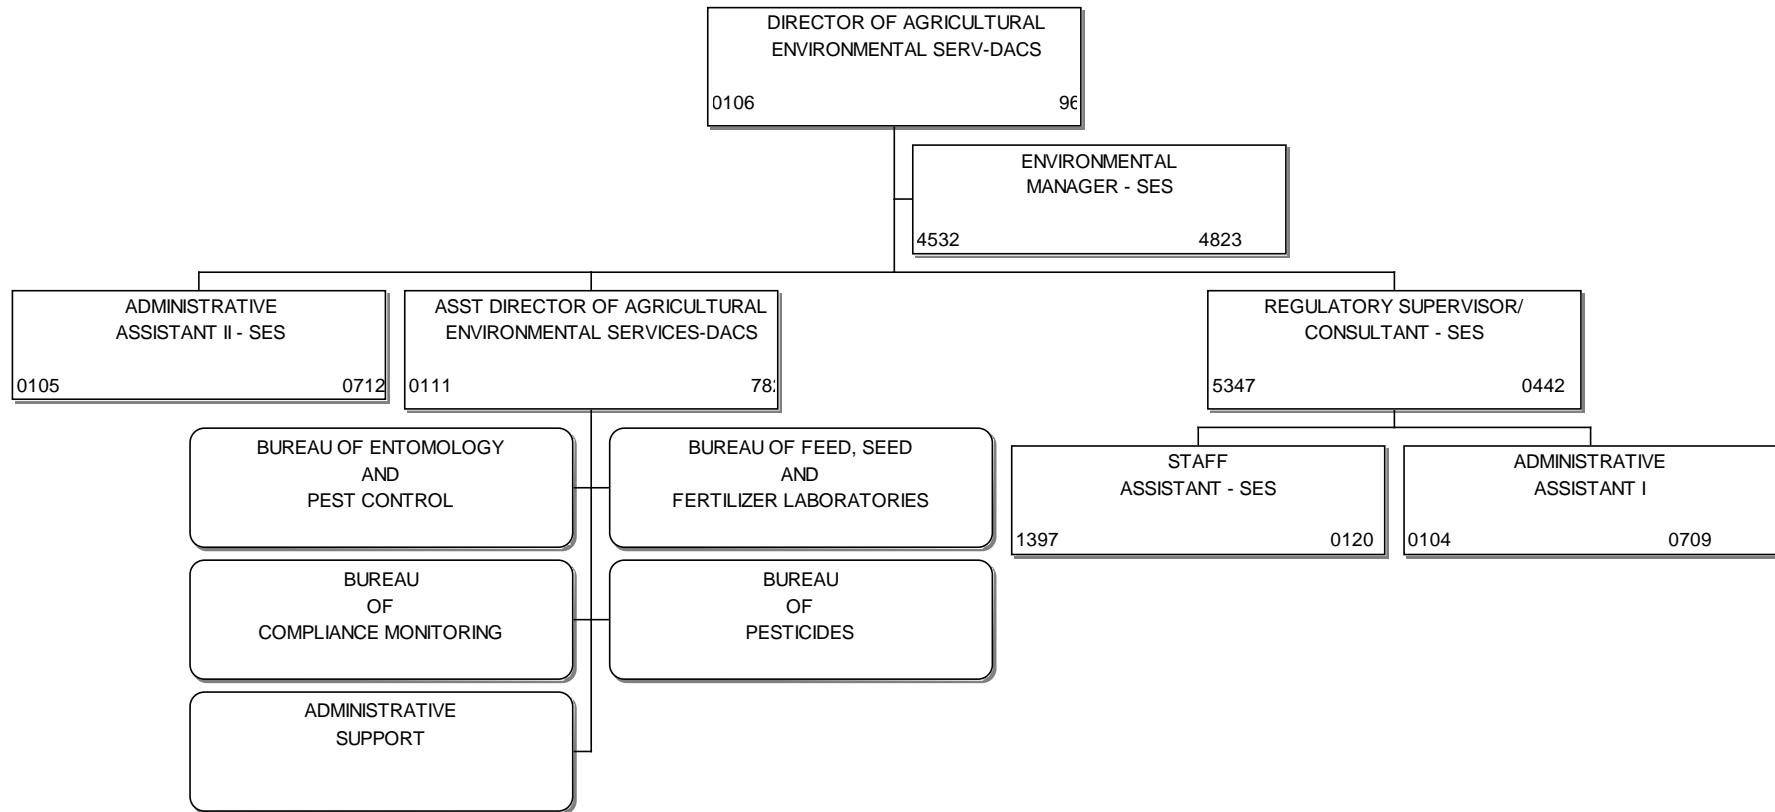 DIRECTOR OF AGRICULTURAL
ENVIRONMENTAL SERV-DACS
0106 96
ENVIRONMENTAL
MANAGER - SES
4532 4823
ADMINISTRATIVE
ASSISTANT II - SES
0105 0712
ASST DIRECTOR OF AGRICULTURAL
ENVIRONMENTAL SERVICES-DACS
0111 78
REGULATORY SUPERVISOR/
CONSULTANT - SES
5347 0442
BUREAU OF ENTOMOLOGY
AND
PEST CONTROL
BUREAU OF FEED, SEED
AND
FERTILIZER LABORATORIES
STAFF
ASSISTANT - SES
1397 0120
ADMINISTRATIVE
ASSISTANT I
0104 0709
BUREAU
OF
COMPLIANCE MONITORING
BUREAU
OF
PESTICIDES
ADMINISTRATIVE
SUPPORT